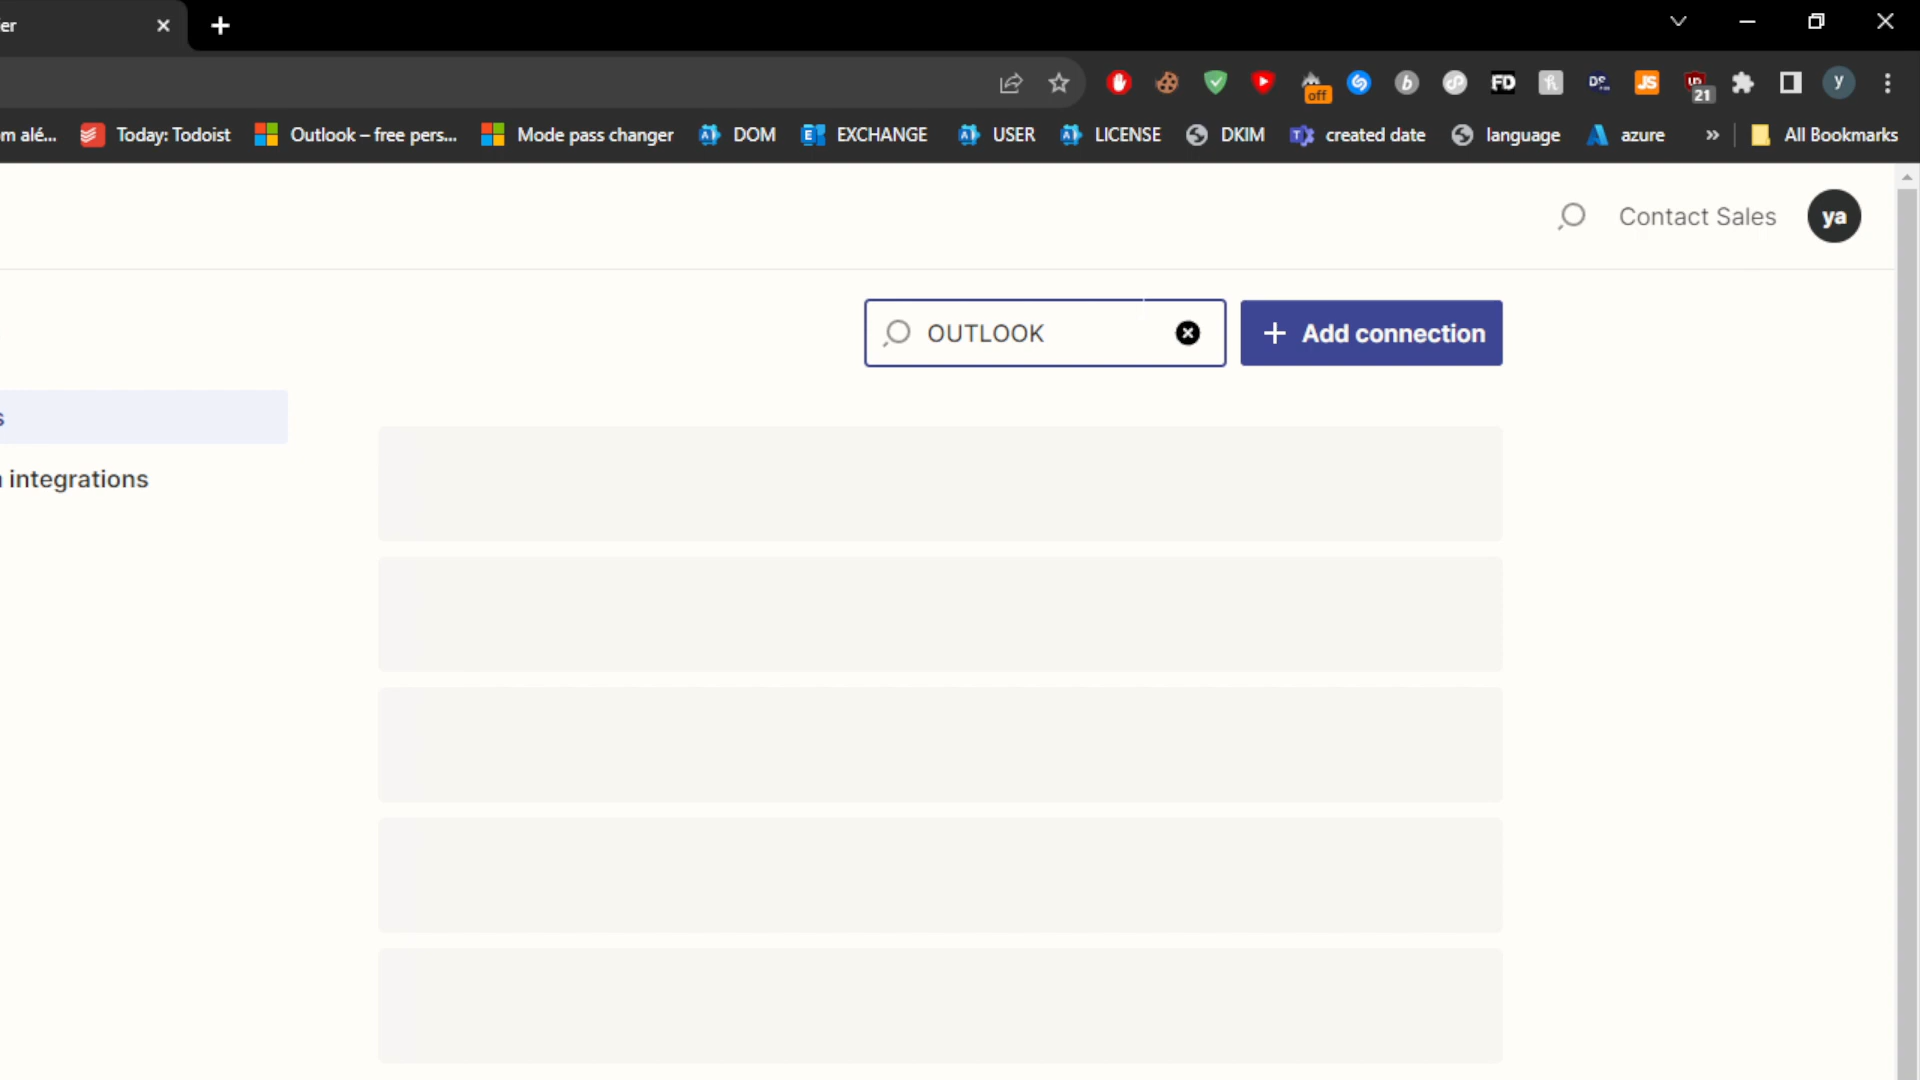 er
off
FD
DS
JS
21
y
m alé... Today: Todoist Outlook – free pers... Mode pass changer DOM EXCHANGE USER LICENSE DKIM created date language azure » All Bookmarks
Contact Sales ya
OUTLOOK + Add connection
s
integrations